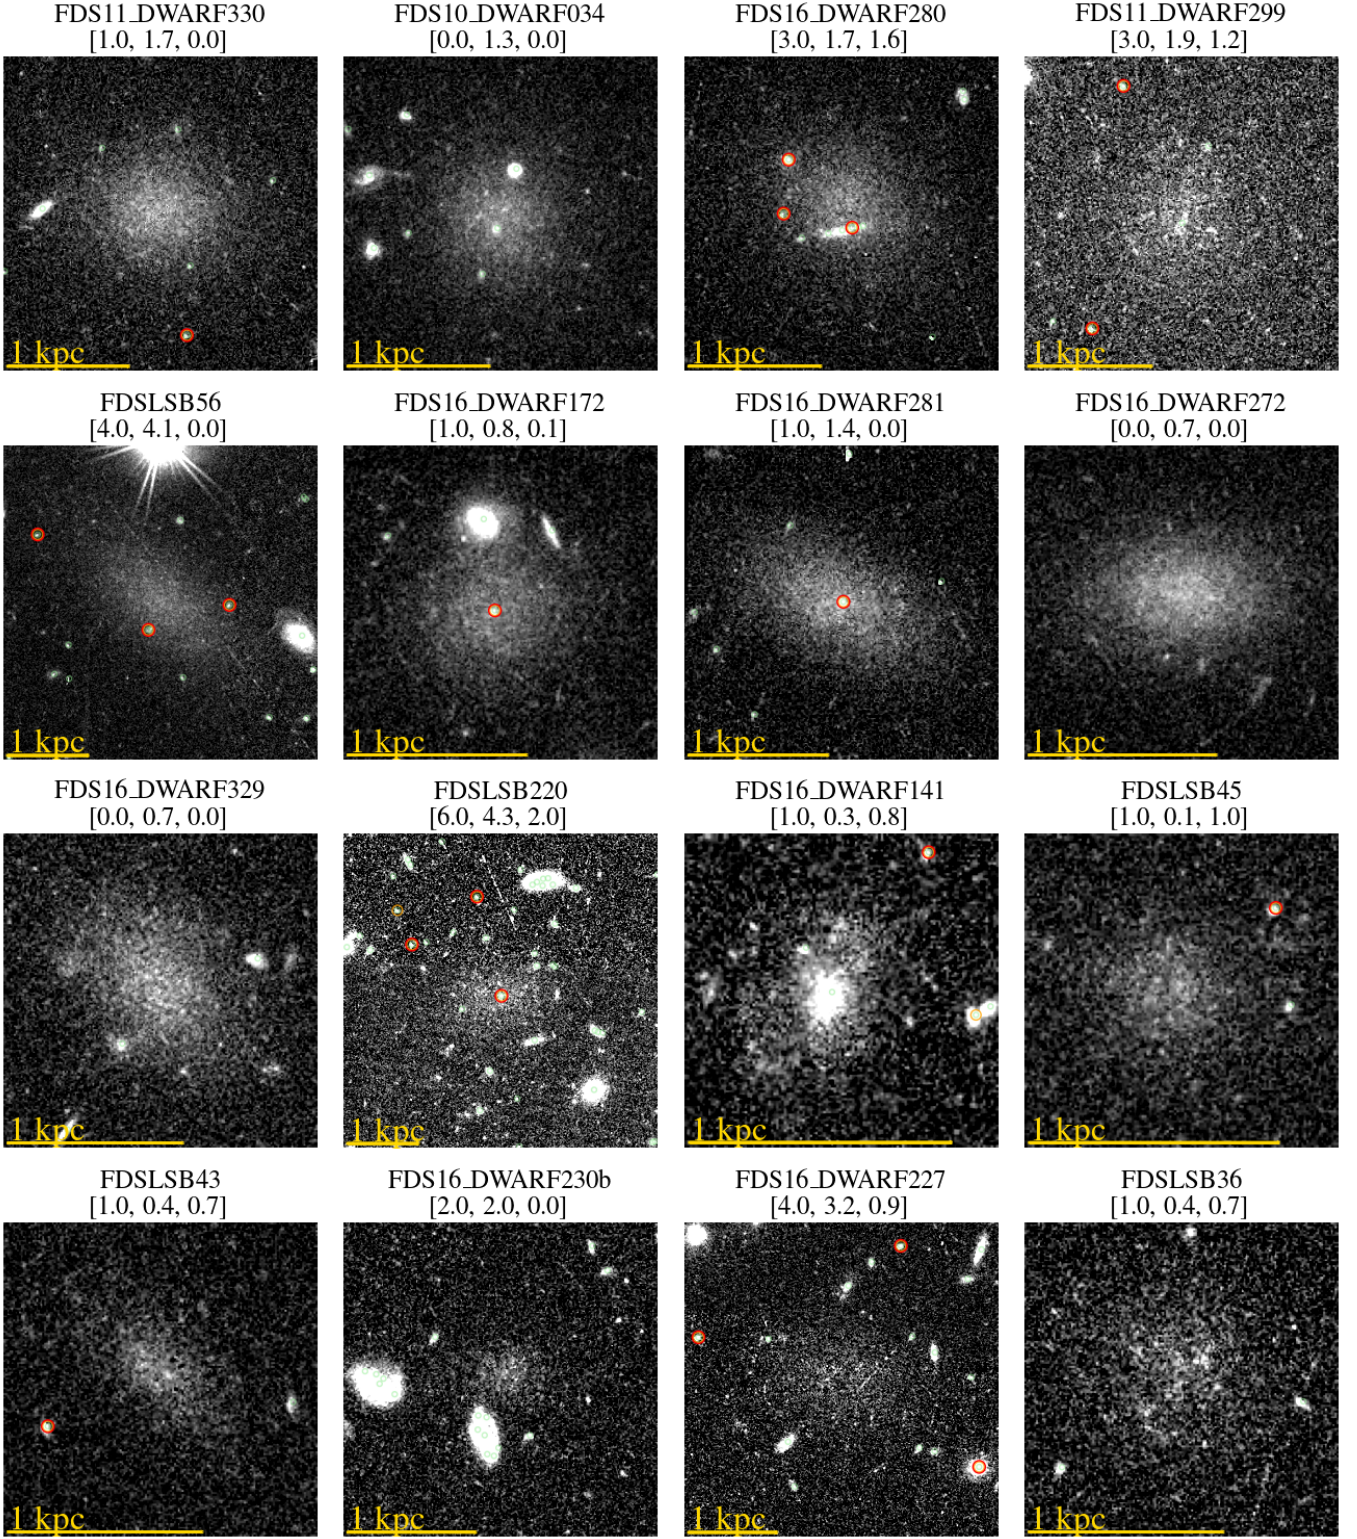 FDS11_DWARF330
[1.0, 1.7, 0.0]
FDS10_DWARF034
[0.0, 1.3, 0.0]
FDS16_DWARF280
[3.0, 1.7, 1.6]
FDS11_DWARF299
[3.0, 1.9, 1.2]
1 kpc
1 kpc
1 kpc
1 kpc
FDSLSB56
[4.0, 4.1, 0.0]
FDS16_DWARF172
[1.0, 0.8, 0.1]
FDS16_DWARF281
[1.0, 1.4, 0.0]
FDS16_DWARF272
[0.0, 0.7, 0.0]
1 kpc
1 kpc
1 kpc
1 kpc
FDS16_DWARF329
[0.0, 0.7, 0.0]
FDSLSB220
[6.0, 4.3, 2.0]
FDS16_DWARF141
[1.0, 0.3, 0.8]
FDSLSB45
[1.0, 0.1, 1.0]
1 kpc
1 kpc
1 kpc
1 kpc
FDSLSB43
[1.0, 0.4, 0.7]
FDS16_DWARF230b
[2.0, 2.0, 0.0]
FDS16_DWARF227
[4.0, 3.2, 0.9]
FDSLSB36
[1.0, 0.4, 0.7]
1 kpc
1 kpc
1 kpc
1 kpc